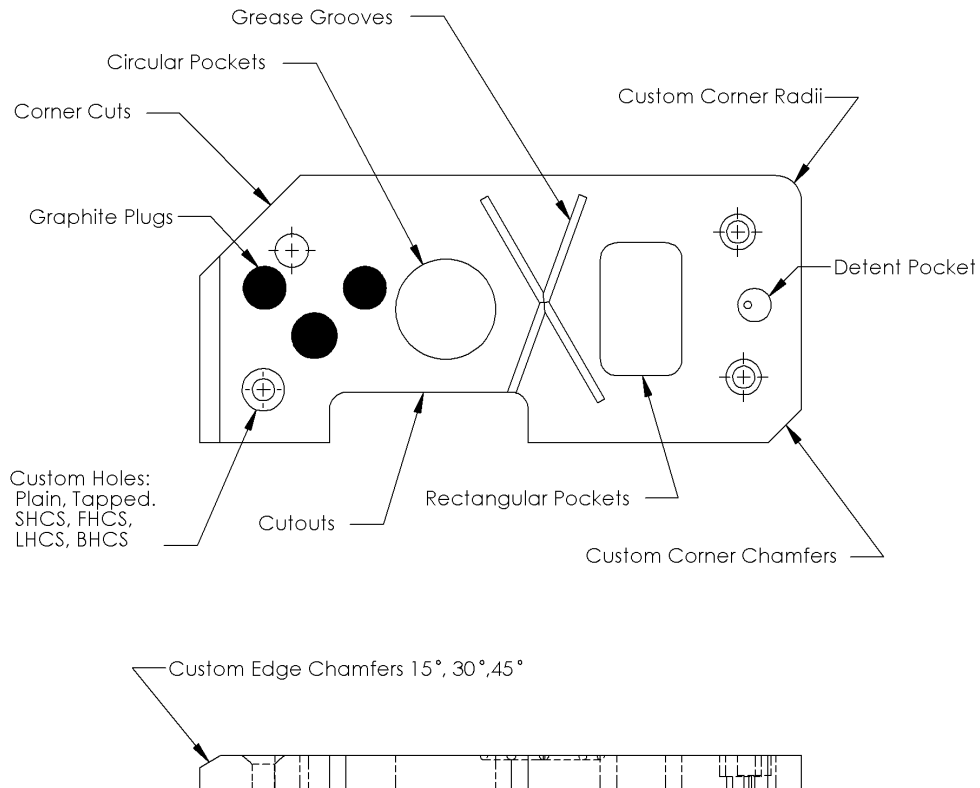 Grease Grooves
Circular Pockets
Custom Corner Radii
Corner Cuts
Graphite Plugs
Detent Pocket
Custom Holes:
Plain, Tapped.
SHCS, FHCS,
LHCS, BHCS
Rectangular Pockets
Cutouts
Custom Corner Chamfers
Custom Edge Chamfers 15°, 30°,45°